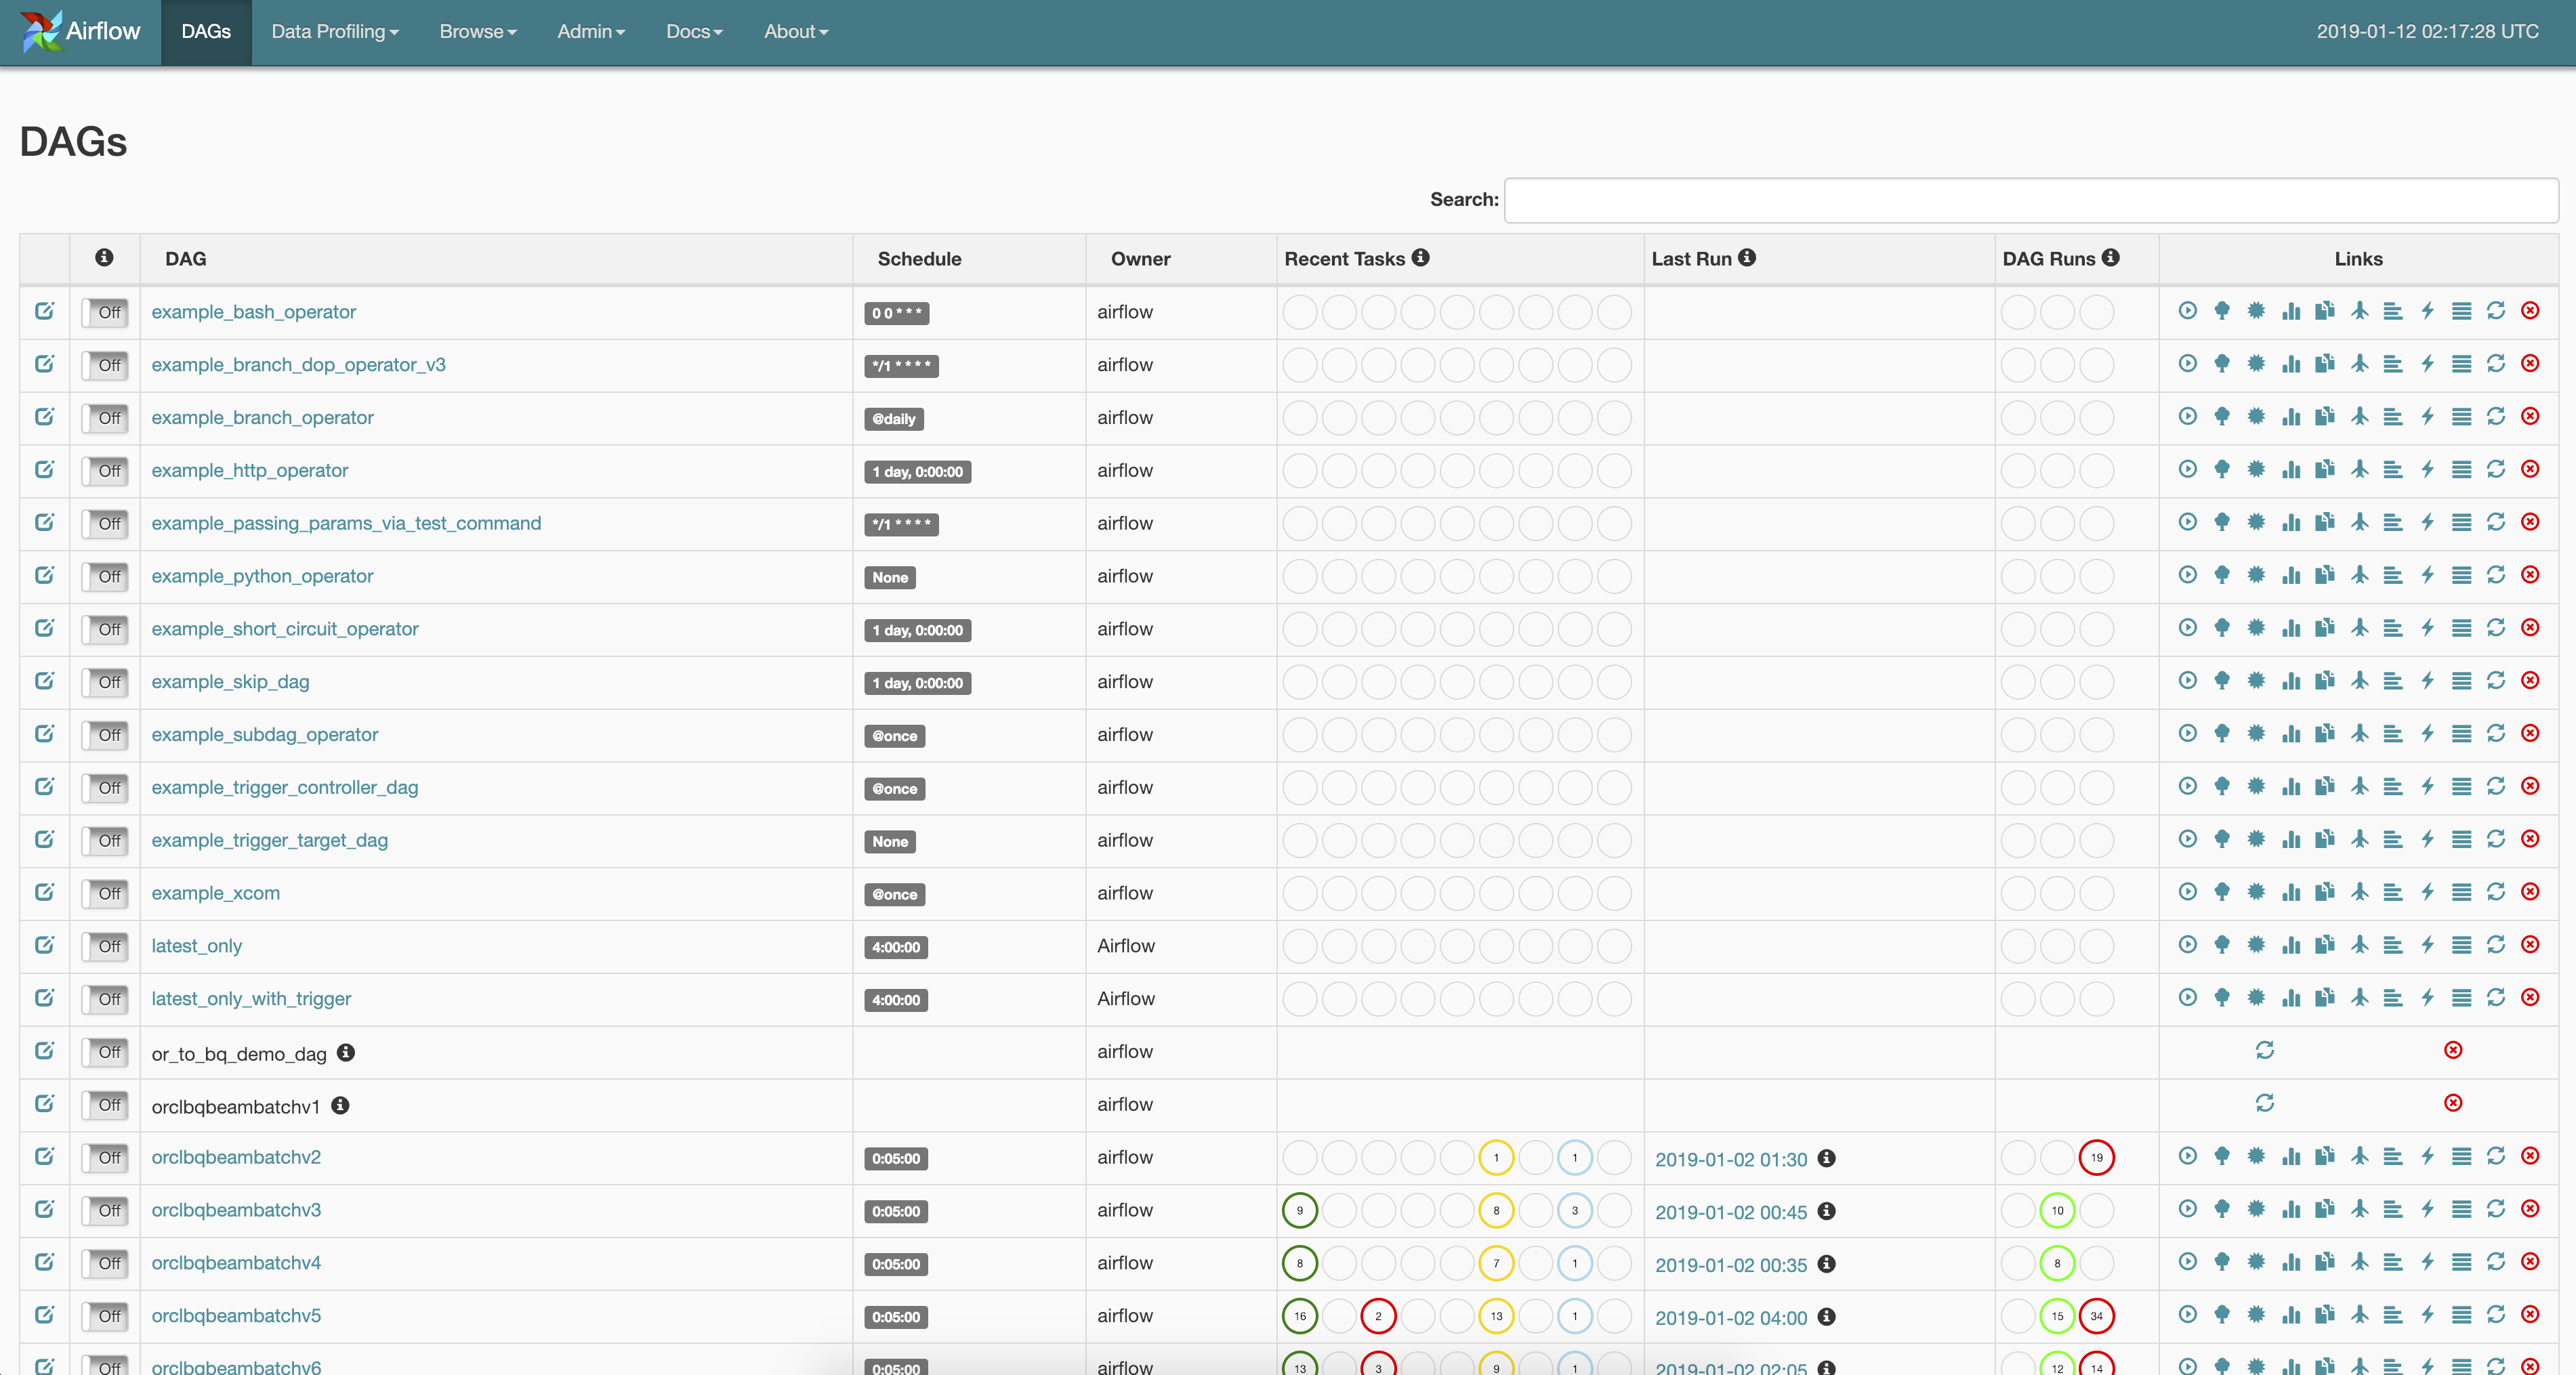 Airflow DAGs Data Profiling Browse Admin Docs About 2019-01-12 02:17:28 UTC
DAGs
Search:
DAG Schedule Owner Recent Tasks Last Run DAG Runs Links
Off example_bash_operator 0 0 * * * airflow
Off example_branch_dop_operator_v3 */1 * * * * airflow
Off example_branch_operator @daily airflow
Off example_http_operator 1 day, 0:00:00 airflow
Off example_passing_params_via_test_command */1 * * * * airflow
Off example_python_operator None airflow
Off example_short_circuit_operator 1 day, 0:00:00 airflow
Off example_skip_dag 1 day, 0:00:00 airflow
Off example_subdag_operator @once airflow
Off example_trigger_controller_dag @once airflow
Off example_trigger_target_dag None airflow
Off example_xcom @once airflow
Off latest_only 4:00:00 Airflow
Off latest_only_with_trigger 4:00:00 Airflow
Off or_to_bq_demo_dag airflow
Off orclbqbeambatchv1 airflow
Off orclbqbeambatchv2 0:05:00 airflow 1 1 2019-01-02 01:30 19
Off orclbqbeambatchv3 0:05:00 airflow 9 8 3 2019-01-02 00:45 10
Off orclbqbeambatchv4 0:05:00 airflow 8 7 1 2019-01-02 00:35 8
Off orclbqbeambatchv5 0:05:00 airflow 16 2 13 1 2019-01-02 04:00 15 34
Off orclbqbeambatchv6 0:05:00 airflow 13 3 9 1 2019-01-02 02:05 12 14